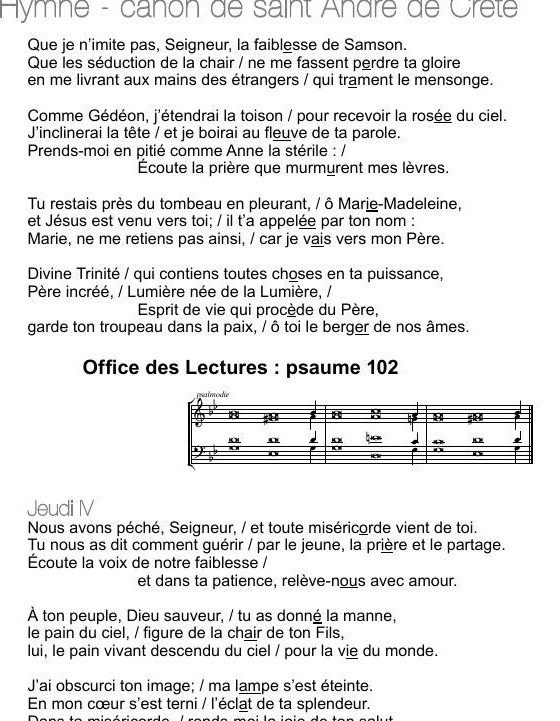 Hymne - canon de saint André de Crète
Que je n’imite pas, Seigneur, la faiblesse de Samson.
Que les séduction de la chair / ne me fassent perdre ta gloire
en me livrant aux mains des étrangers / qui trament le mensonge.
Comme Gédéon, j’étendrai la toison / pour recevoir la rosée du ciel.
J’inclinerai la tête / et je boirai au fleuve de ta parole.
Prends-moi en pitié comme Anne la stérile : /
Écoute la prière que murmurent mes lèvres.
Tu restais près du tombeau en pleurant, / ô Marie-Madeleine,
et Jésus est venu vers toi; / il t’a appelée par ton nom :
Marie, ne me retiens pas ainsi, / car je vais vers mon Père.
Divine Trinité / qui contiens toutes choses en ta puissance,
Père incréé, / Lumière née de la Lumière, /
Esprit de vie qui procède du Père,
garde ton troupeau dans la paix, / ô toi le berger de nos âmes.
Office des Lectures : psaume 102
psalmodie
Jeudi IV
Nous avons péché, Seigneur, / et toute miséricorde vient de toi.
Tu nous as dit comment guérir / par le jeune, la prière et le partage.
Écoute la voix de notre faiblesse /
et dans ta patience, relève-nous avec amour.
À ton peuple, Dieu sauveur, / tu as donné la manne,
le pain du ciel, / figure de la chair de ton Fils,
lui, le pain vivant descendu du ciel / pour la vie du monde.
J’ai obscurci ton image; / ma lampe s’est éteinte.
En mon cœur s’est terni / l’éclat de ta splendeur.
Dans ta miséricorde, / rends-moi la joie de ton salut